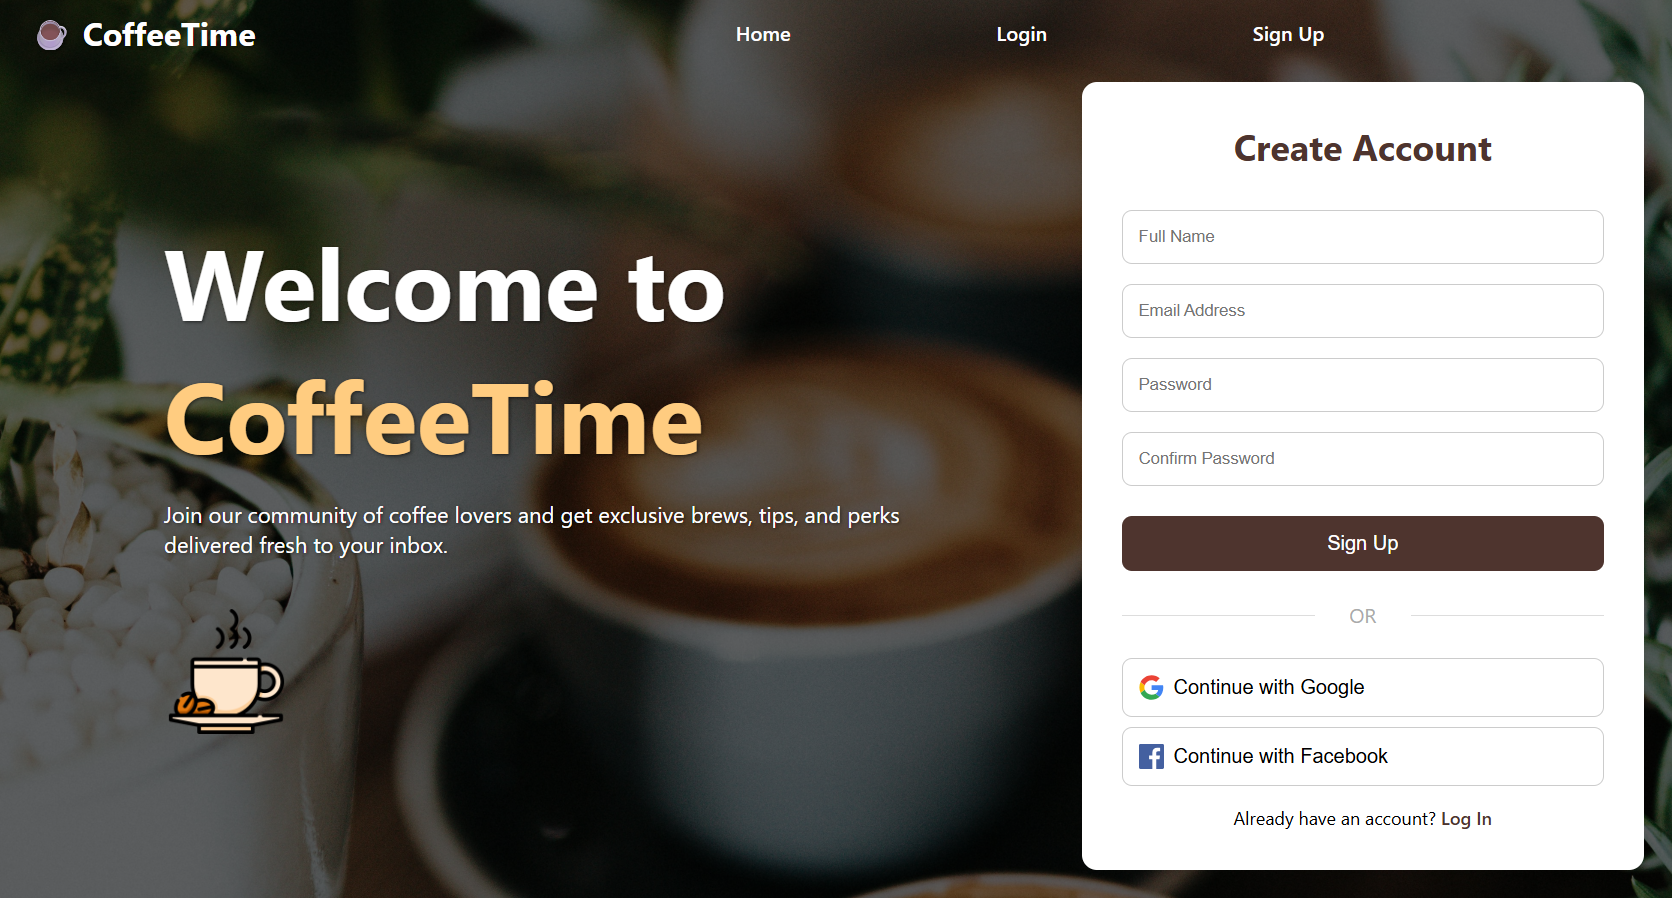 CoffeeTime
Home
Login
Sign Up
Welcome to
CoffeeTime
Join our community of coffee lovers and get exclusive brews, tips, and perks
delivered fresh to your inbox.
Create Account
Full Name
Email Address
Password
Confirm Password
Sign Up
OR
Continue with Google
Continue with Facebook
Already have an account? Log In